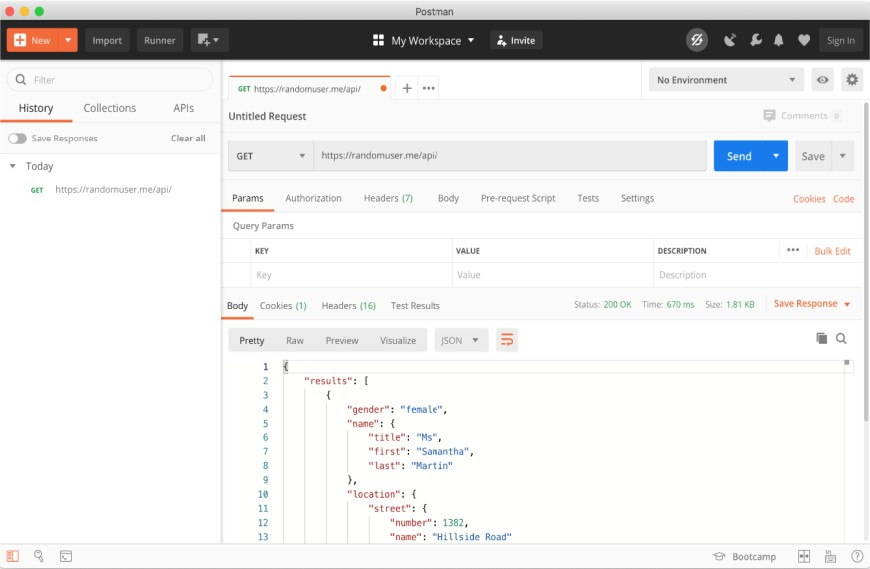 Postman
New Import Runner My Workspace Invite Sign In
Filter
History Collections APIs
Save Responses Clear all
Today
GET https://randomuser.me/api/
GET https://randomuser.me/api/ No Environment
Untitled Request Comments 0
GET https://randomuser.me/api/ Send Save
Params Authorization Headers (7) Body Pre-request Script Tests Settings Cookies Code
Query Params
KEY VALUE DESCRIPTION Bulk Edit
Key Value Description
Body Cookies (1) Headers (16) Test Results Status: 200 OK Time: 670 ms Size: 1.81 KB Save Response
Pretty Raw Preview Visualize JSON
1 {
2 "results": [
3 {
4 "gender": "female",
5 "name": {
6 "title": "Ms",
7 "first": "Samantha",
8 "last": "Martin"
9 },
10 "location": {
11 "street": {
12 "number": 1382,
13 "name": "Hillside Road"
Bootcamp